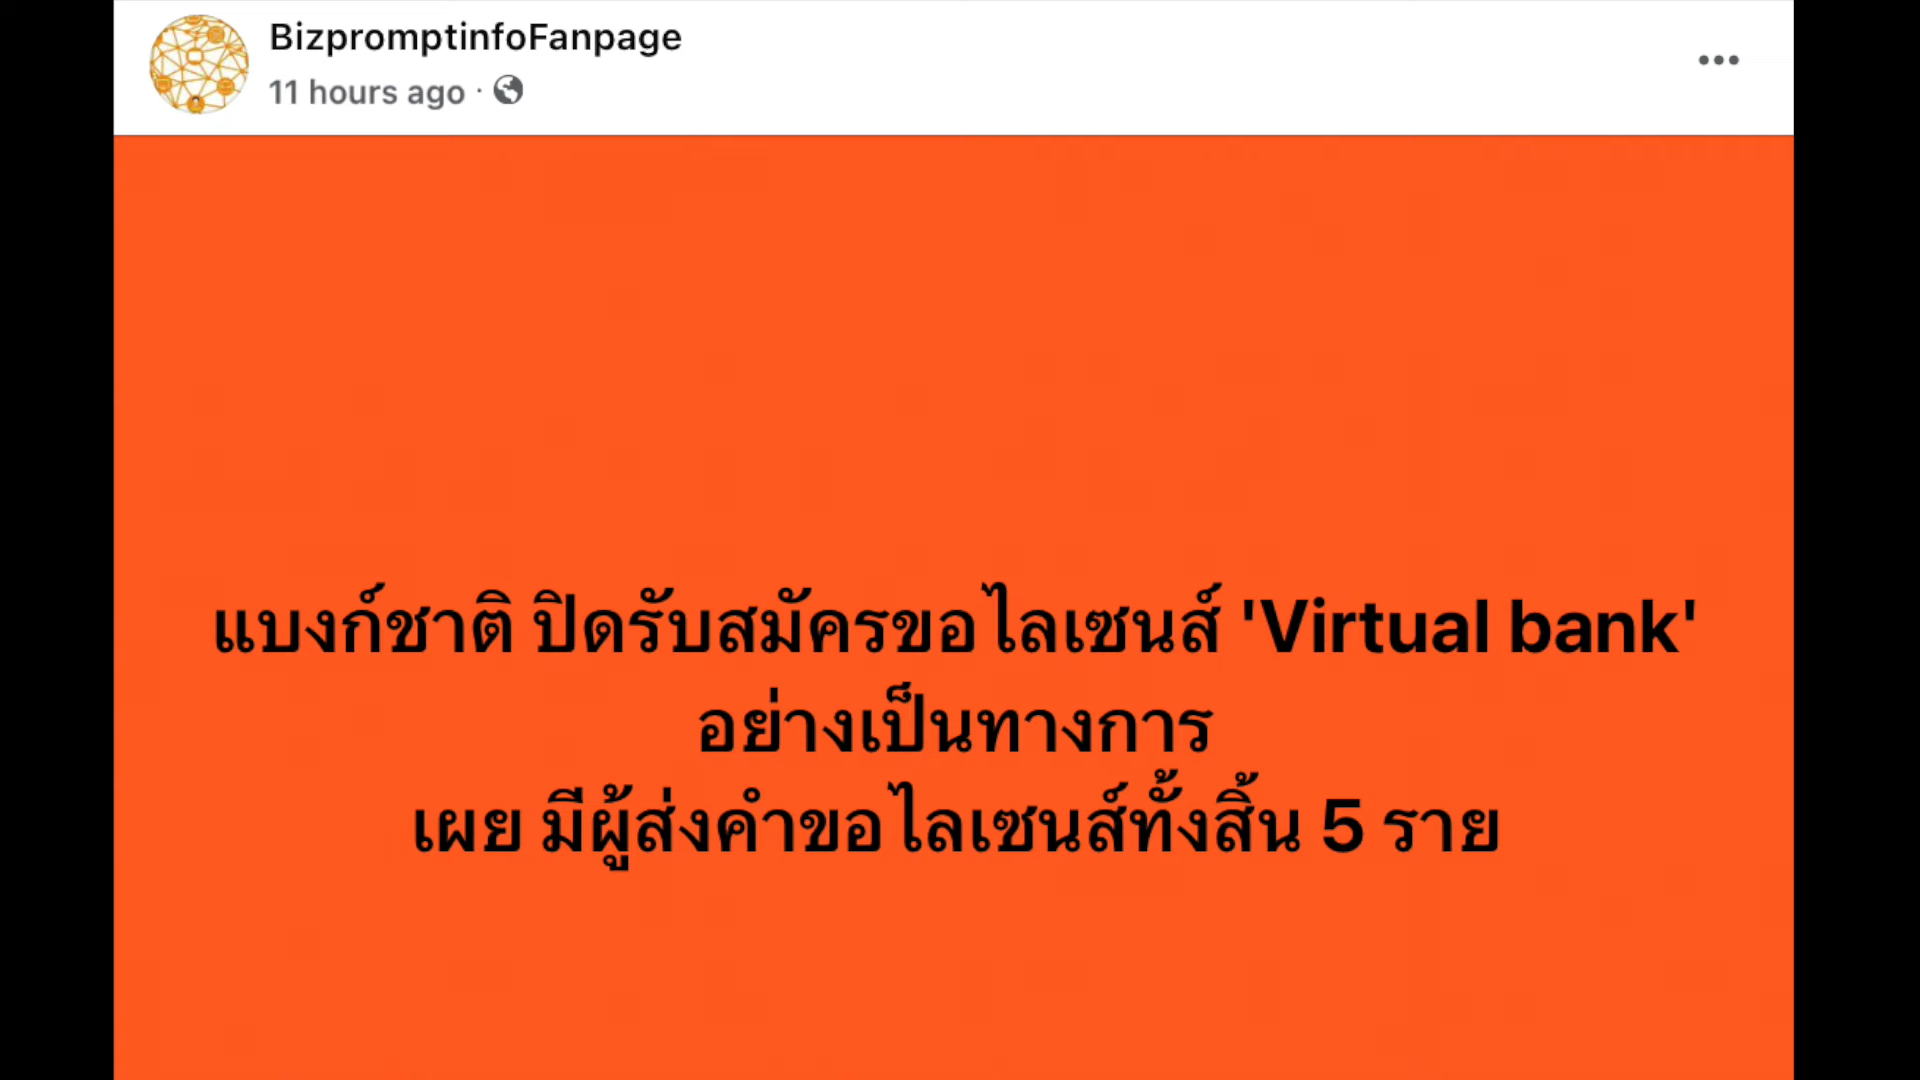 BizpromptinfoFanpage
11 hours ago ·
แบงก์ชาติ ปิดรับสมัครขอไลเซนส์ 'Virtual bank'
อย่างเป็นทางการ
เผย มีผู้ส่งคำขอไลเซนส์ทั้งสิ้น 5 ราย